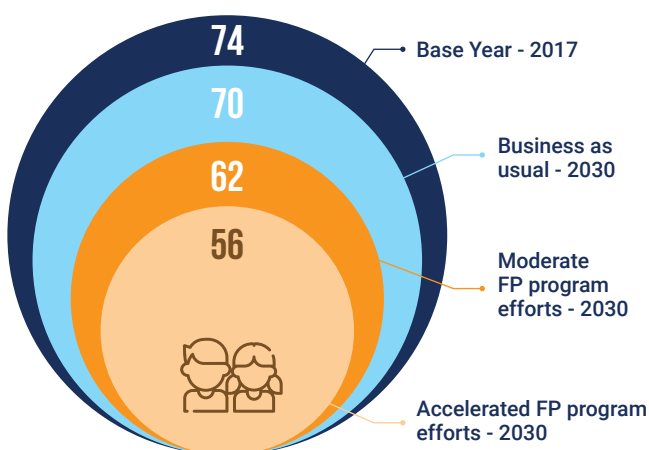 74
Base Year - 2017
70
Business as
usual - 2030
62
Moderate
FP program
efforts - 2030
56
Accelerated FP program
efforts - 2030